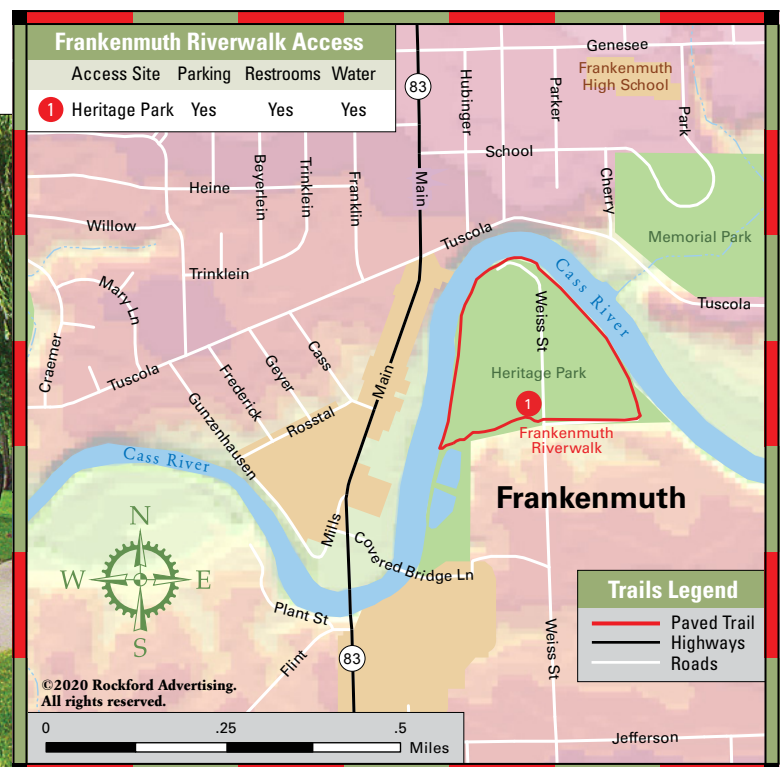 Frankenmuth Riverwalk Access
Access Site Parking Restrooms Water
1 Heritage Park Yes Yes Yes
83
Genesee
Frankenmuth
High School
Hubinger
Parker
Park
School
Main
Cherry
Heine
Beyerlein
Trinklein
Franklin
Willow
Tuscola
Memorial Park
Trinklein
Cass River
Mary Ln
Weiss St
Tuscola
Craemer
Cass
Geyer
Frederick
Main
Heritage Park
Tuscola
Gunzenhausen
Rosstal
1
Frankenmuth
Riverwalk
Cass River
Frankenmuth
Mills
Covered Bridge Ln
N
W E
S
Plant St
Flint
83
Weiss St
Trails Legend
Paved Trail
Highways
Roads
©2020 Rockford Advertising.
All rights reserved.
0 .25 .5
Miles
Jefferson